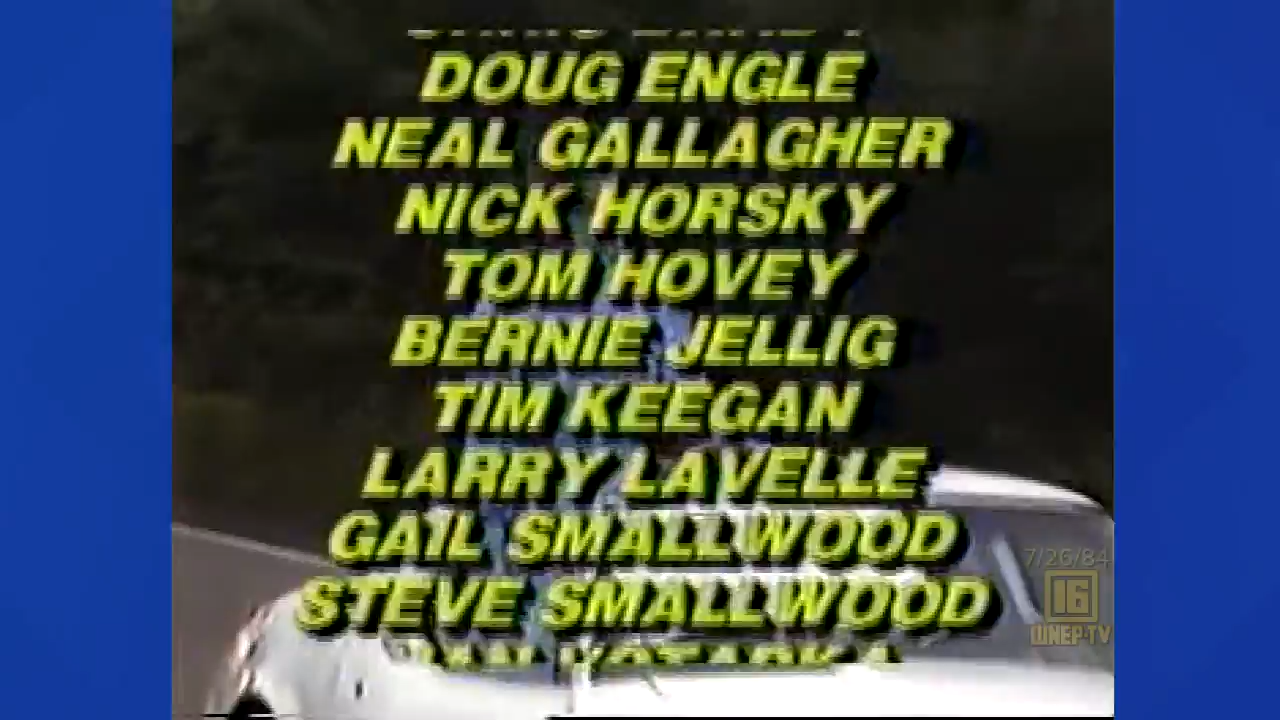 DOUG ENGLE
NEAL GALLAGHER
NICK HORSKY
TOM HOVEY
BERNIE JELLIG
TIM KEEGAN
LARRY LAVELLE
GAIL SMALLWOOD
STEVE SMALLWOOD
7/26/84
16
WNEP-TV